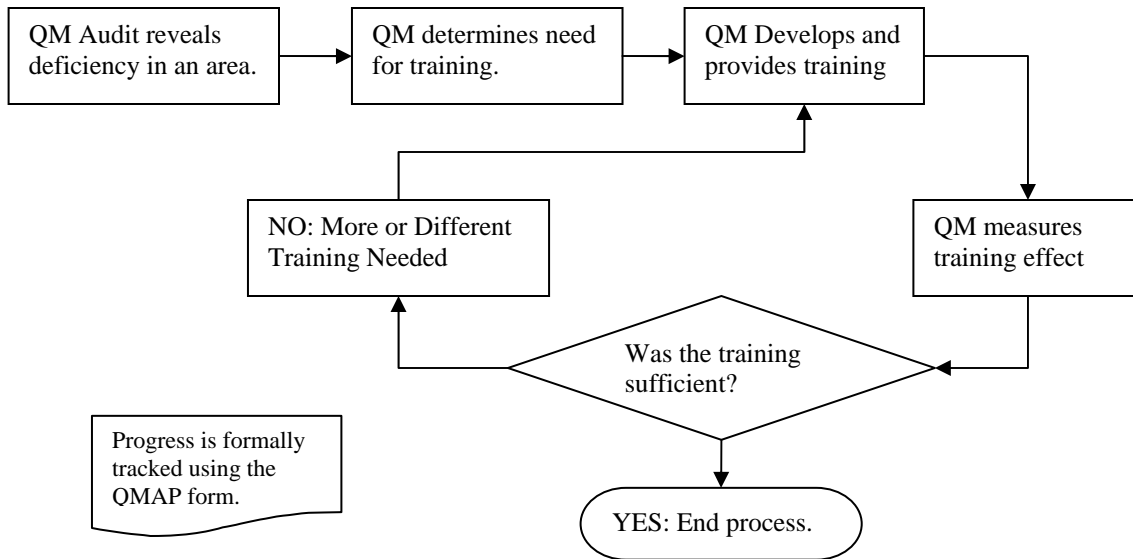 QM Audit reveals
deficiency in an area.
QM determines need
for training.
QM Develops and
provides training
NO: More or Different
Training Needed
QM measures
training effect
Was the training
sufficient?
Progress is formally
tracked using the
QMAP form.
YES: End process.